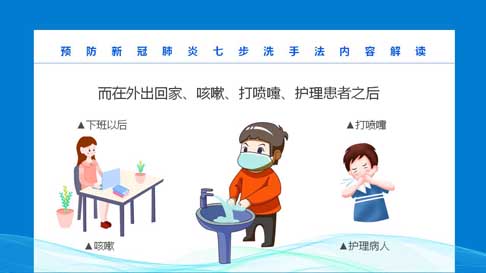 预防新冠肺炎七步洗手法内容解读
而在外出回家、咳嗽、打喷嚏、护理患者之后
▲下班以后
▲打喷嚏
▲咳嗽
▲护理病人